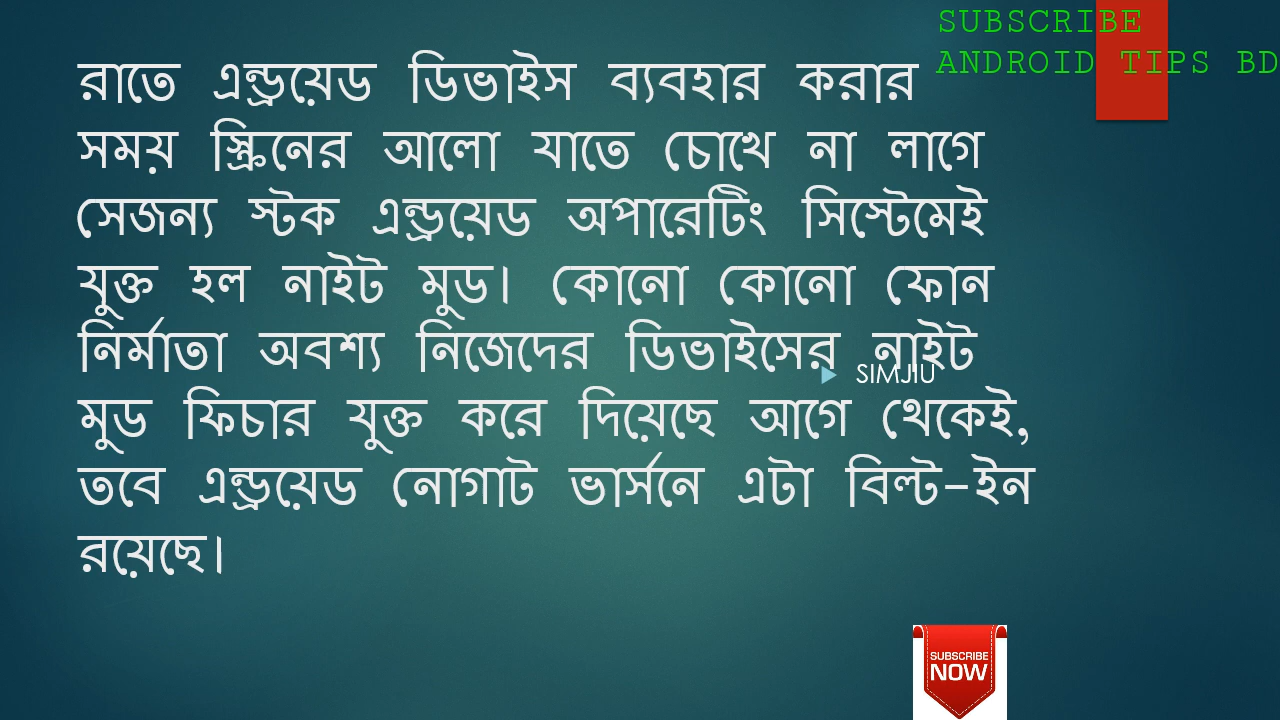 SUBSCRIBE
ANDROID TIPS BD
রাতে এন্ড্রয়েড ডিভাইস ব্যবহার করার
সময় স্ক্রিনের আলো যাতে চোখে না লাগে
সেজন্য স্টক এন্ড্রয়েড অপারেটিং সিস্টেমেই
যুক্ত হল নাইট মুড। কোনো কোনো ফোন
নির্মাতা অবশ্য নিজেদের ডিভাইসের নাইট
SIMJIU
মুড ফিচার যুক্ত করে দিয়েছে আগে থেকেই,
তবে এন্ড্রয়েড নোগাট ভার্সনে এটা বিল্ট-ইন
রয়েছে।
SUBSCRIBE
NOW